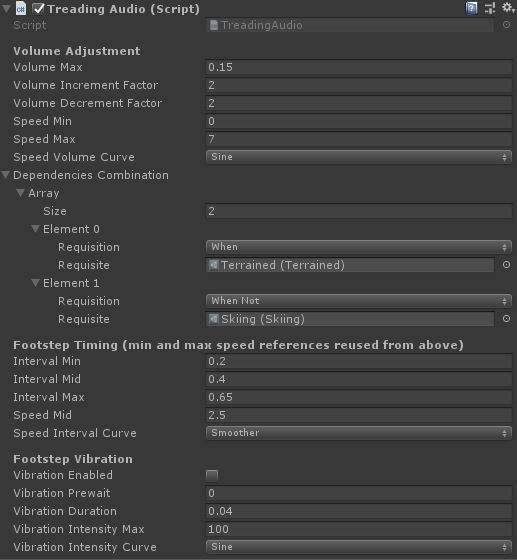 Treading Audio (Script)
Script TreadingAudio
Volume Adjustment
Volume Max 0.15
Volume Increment Factor 2
Volume Decrement Factor 2
Speed Min 0
Speed Max 7
Speed Volume Curve Sine
Dependencies Combination
Array
Size 2
Element 0
Requisition When
Requisite Terrained (Terrained)
Element 1
Requisition When Not
Requisite Skiing (Skiing)
Footstep Timing (min and max speed references reused from above)
Interval Min 0.2
Interval Mid 0.4
Interval Max 0.65
Speed Mid 2.5
Speed Interval Curve Smoother
Footstep Vibration
Vibration Enabled
Vibration Prewait 0
Vibration Duration 0.04
Vibration Intensity Max 100
Vibration Intensity Curve Sine